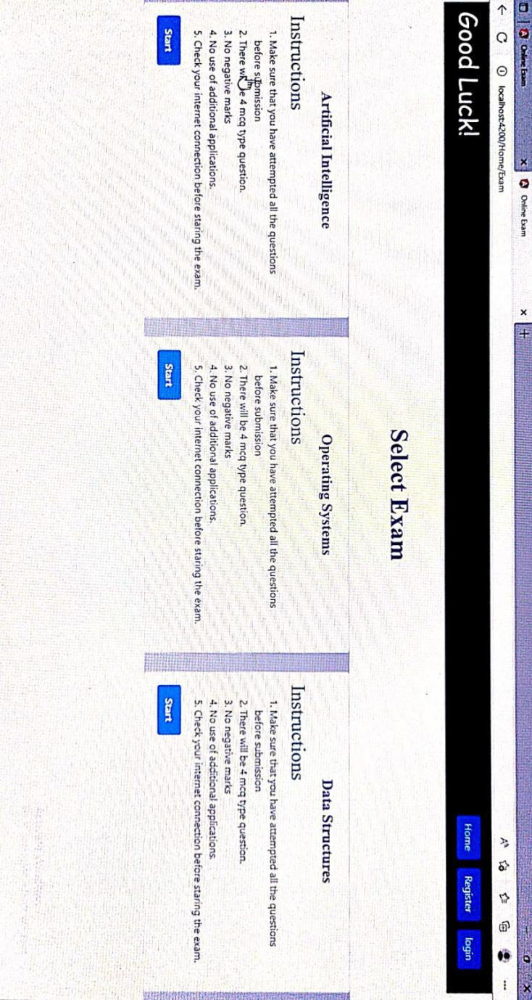 Online Exam
Online Exam
localhost:4200/Home/Exam
Good Luck!
Home
Register
login
Select Exam
Artificial Intelligence
Instructions
1. Make sure that you have attempted all the questions
before submission
2. There be 4 mcq type question.
3. No negative marks
4. No use of additional applications.
5. Check your internet connection before staring the exam.
Start
Operating Systems
Instructions
1. Make sure that you have attempted all the questions
before submission
2. There will be 4 mcq type question.
3. No negative marks
4. No use of additional applications.
5. Check your internet connection before staring the exam.
Start
Data Structures
Instructions
1. Make sure that you have attempted all the questions
before submission
2. There will be 4 mcq type question.
3. No negative marks
4. No use of additional applications.
5. Check your internet connection before staring the exam.
Start